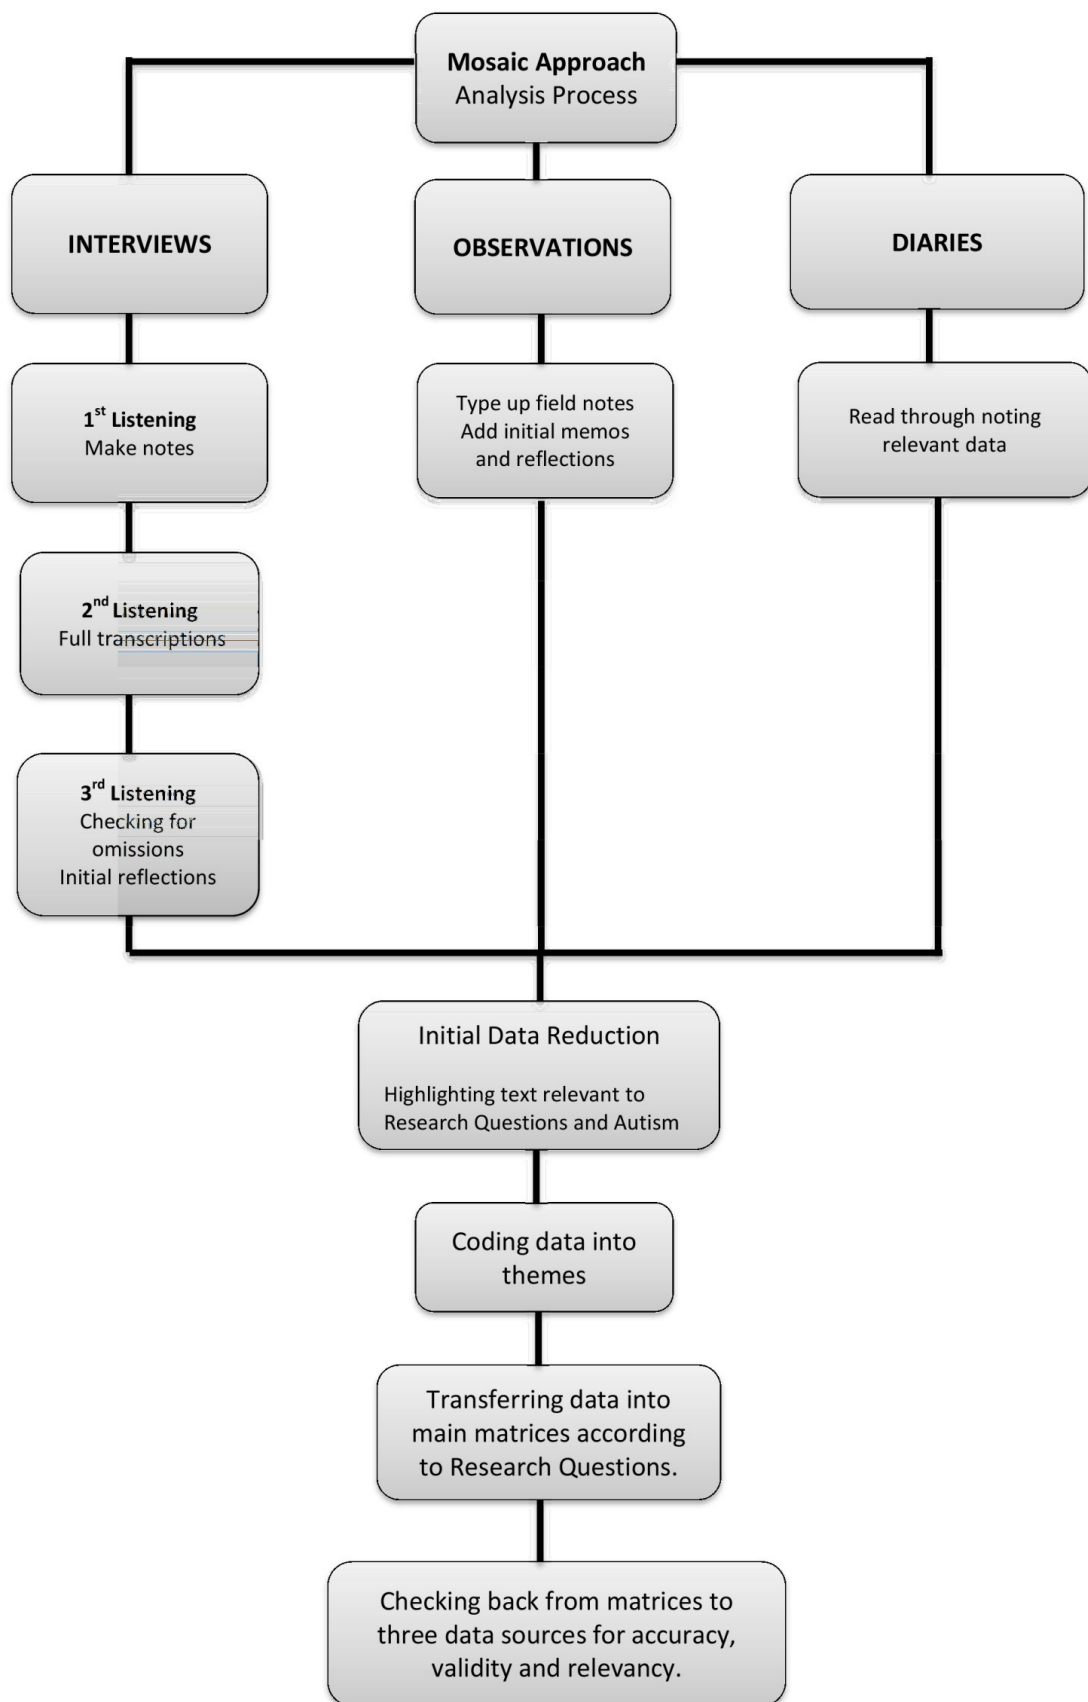 Mosaic Approach
Analysis Process
INTERVIEWS
OBSERVATIONS
DIARIES
1st Listening
Make notes
Type up field notes
Add initial memos
and reflections
Read through noting
relevant data
2nd Listening
Full transcriptions
3rd Listening
Checking for
omissions
Initial reflections
Initial Data Reduction
Highlighting text relevant to
Research Questions and Autism
Coding data into
themes
Transferring data into
main matrices according
to Research Questions.
Checking back from matrices to
three data sources for accuracy,
validity and relevancy.